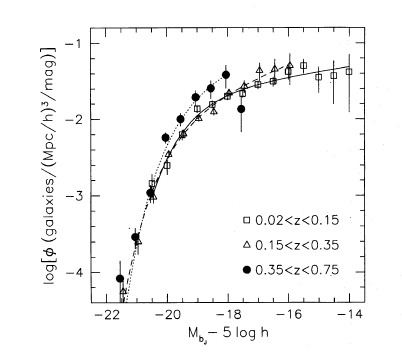 log[ϕ (galaxies/(Mpc/h)³/mag)]
−1
−2
−3
−4
□ 0.02<z<0.15
△ 0.15<z<0.35
● 0.35<z<0.75
−22 −20 −18 −16 −14
M_{b_J} − 5 log h